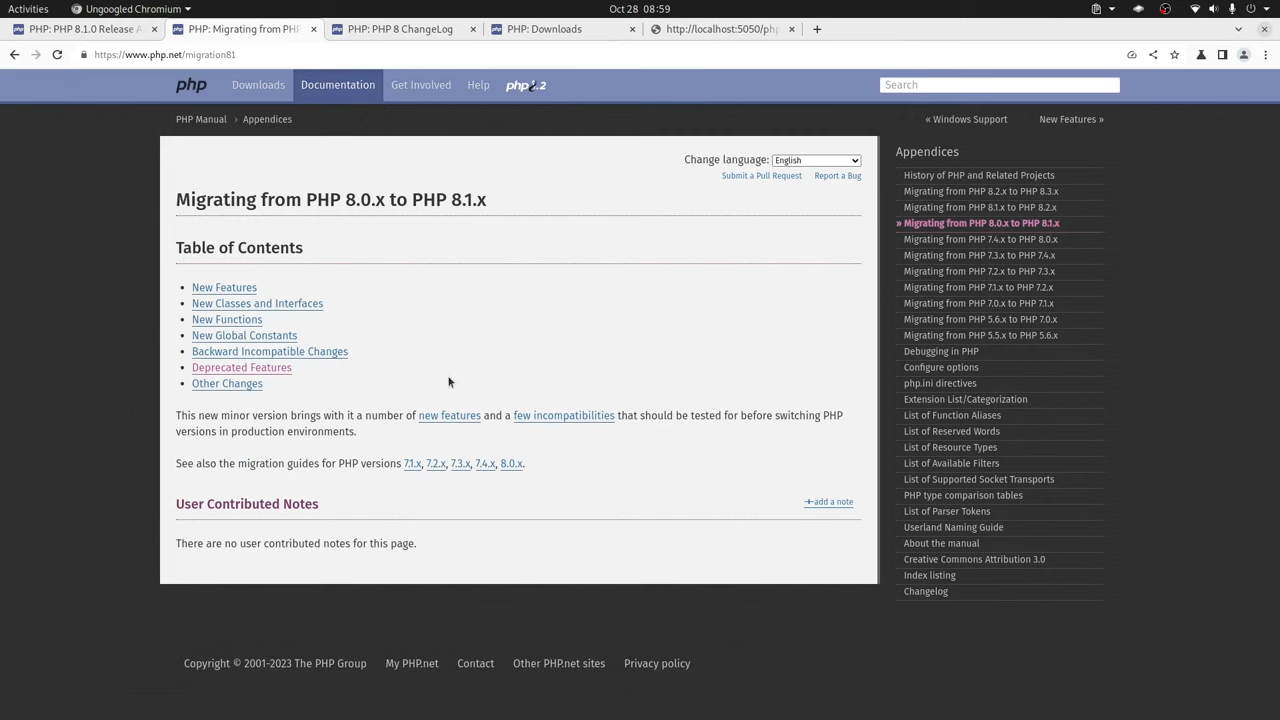 Activities
Ungoogled Chromium
Oct 28 08:59
PHP: PHP 8.1.0 Release A
PHP: Migrating from PHP
PHP: PHP 8 ChangeLog
PHP: Downloads
http://localhost:5050/php
https://www.php.net/migration81
php
Downloads
Documentation
Get Involved
Help
Search
PHP Manual
Appendices
« Windows Support
New Features »
Change language:
English
Submit a Pull Request
Report a Bug
Migrating from PHP 8.0.x to PHP 8.1.x
Table of Contents
• New Features
• New Classes and Interfaces
• New Functions
• New Global Constants
• Backward Incompatible Changes
• Deprecated Features
• Other Changes
This new minor version brings with it a number of new features and a few incompatibilities that should be tested for before switching PHP
versions in production environments.
See also the migration guides for PHP versions 7.1.x, 7.2.x, 7.3.x, 7.4.x, 8.0.x.
User Contributed Notes
+add a note
There are no user contributed notes for this page.
Appendices
History of PHP and Related Projects
Migrating from PHP 8.2.x to PHP 8.3.x
Migrating from PHP 8.1.x to PHP 8.2.x
» Migrating from PHP 8.0.x to PHP 8.1.x
Migrating from PHP 7.4.x to PHP 8.0.x
Migrating from PHP 7.3.x to PHP 7.4.x
Migrating from PHP 7.2.x to PHP 7.3.x
Migrating from PHP 7.1.x to PHP 7.2.x
Migrating from PHP 7.0.x to PHP 7.1.x
Migrating from PHP 5.6.x to PHP 7.0.x
Migrating from PHP 5.5.x to PHP 5.6.x
Debugging in PHP
Configure options
php.ini directives
Extension List/Categorization
List of Function Aliases
List of Reserved Words
List of Resource Types
List of Available Filters
List of Supported Socket Transports
PHP type comparison tables
List of Parser Tokens
Userland Naming Guide
About the manual
Creative Commons Attribution 3.0
Index listing
Changelog
Copyright © 2001-2023 The PHP Group
My PHP.net
Contact
Other PHP.net sites
Privacy policy